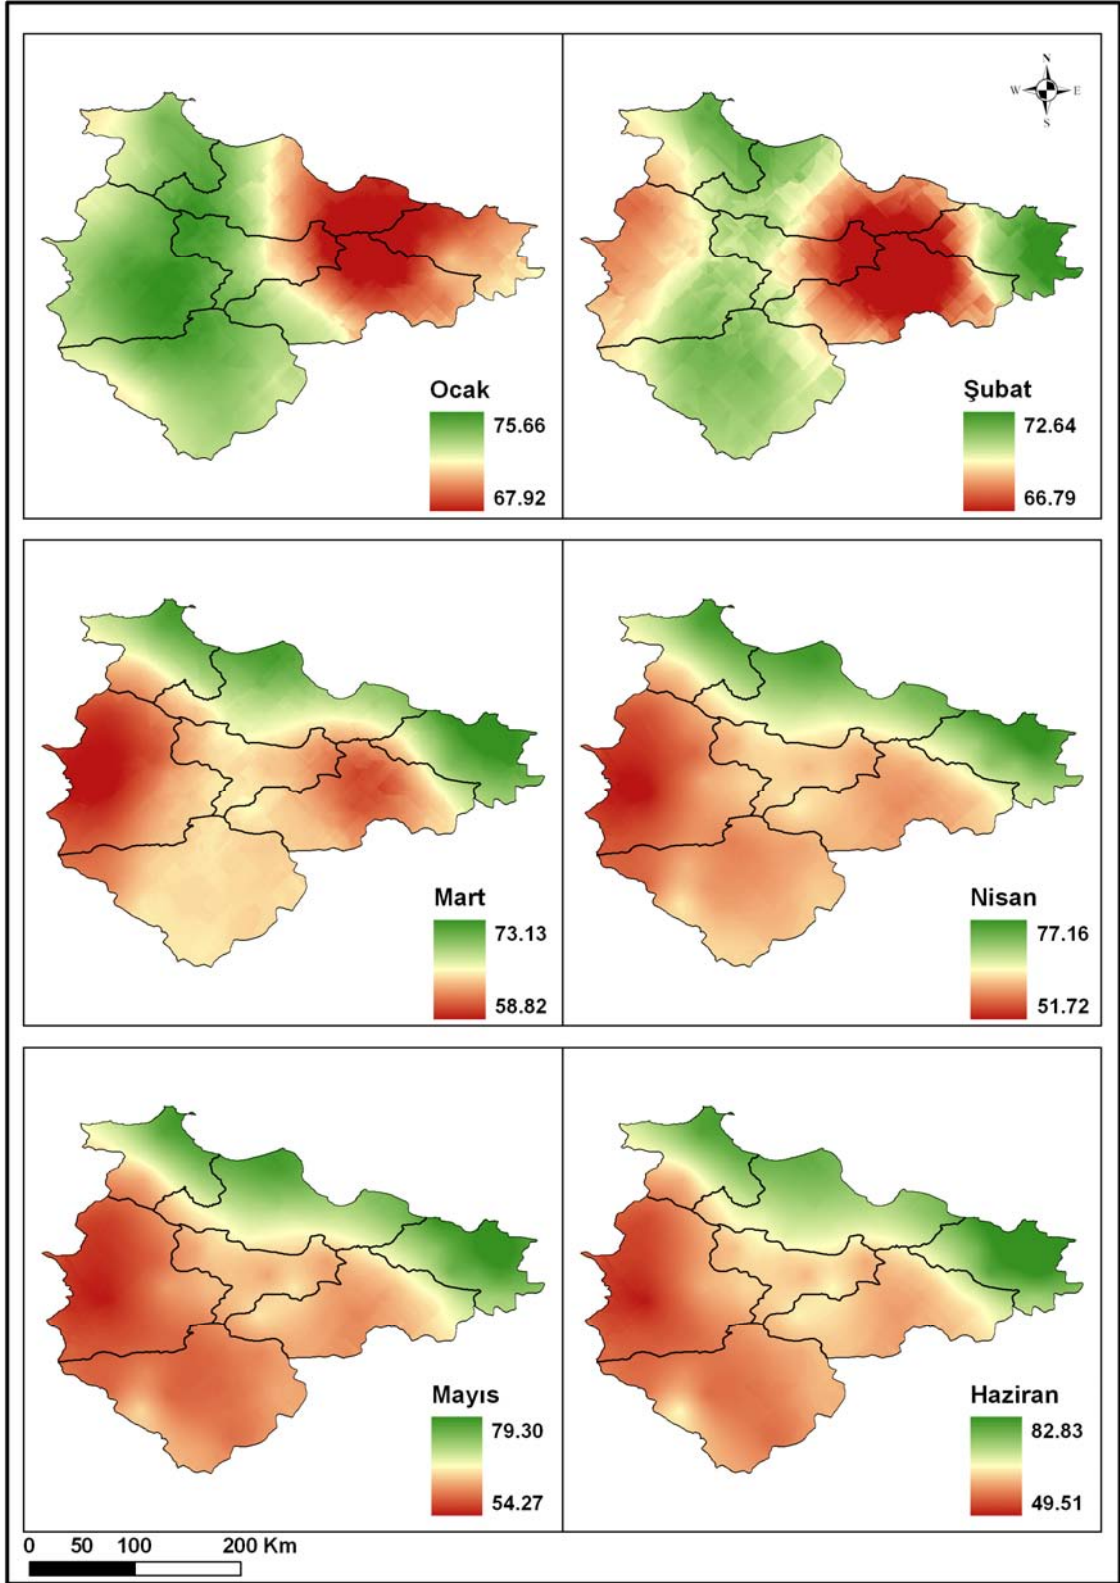 N
W E
S
Ocak
75.66
67.92
Şubat
72.64
66.79
Mart
73.13
58.82
Nisan
77.16
51.72
Mayıs
79.30
54.27
Haziran
82.83
49.51
0 50 100 200 Km